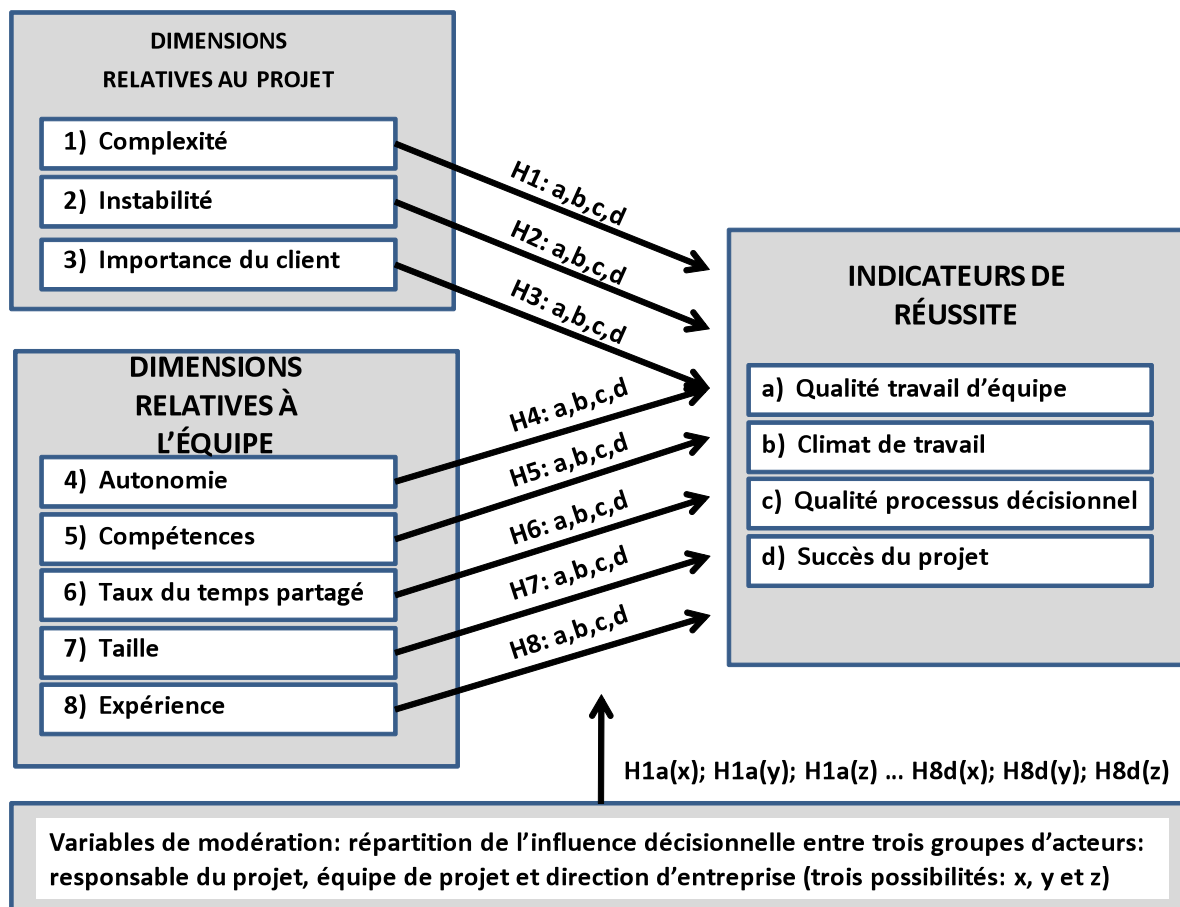 DIMENSIONS
RELATIVES AU PROJET
1) Complexité
2) Instabilité
3) Importance du client
H1: a,b,c,d
H2: a,b,c,d
H3: a,b,c,d
DIMENSIONS
RELATIVES À
L’ÉQUIPE
4) Autonomie
5) Compétences
6) Taux du temps partagé
7) Taille
8) Expérience
H4: a,b,c,d
H5: a,b,c,d
H6: a,b,c,d
H7: a,b,c,d
H8: a,b,c,d
INDICATEURS DE
RÉUSSITE
a) Qualité travail d’équipe
b) Climat de travail
c) Qualité processus décisionnel
d) Succès du projet
H1a(x); H1a(y); H1a(z) ... H8d(x); H8d(y); H8d(z)
Variables de modération: répartition de l’influence décisionnelle entre trois groupes d’acteurs:
responsable du projet, équipe de projet et direction d’entreprise (trois possibilités: x, y et z)